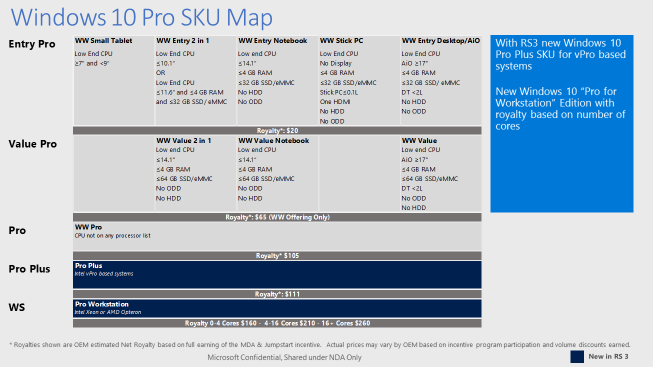 Windows 10 Pro SKU Map
Entry Pro
WW Small Tablet
Low End CPU
≥7" and <9"
WW Entry 2 in 1
Low End CPU
≤10.1"
OR
Low End CPU
≤11.6" and ≤4 GB RAM
and ≤32 GB SSD/ eMMC
WW Entry Notebook
Low End CPU
≤14.1"
≤4 GB RAM
≤32 GB SSD/eMMC
No HDD
No ODD
WW Stick PC
Low End CPU
No Display
≤4 GB RAM
≤32 GB SSD/eMMC
Stick PC≤0.1L
One HDMI
No HDD
No ODD
WW Entry Desktop/AiO
Low End CPU
AiO ≥17"
≤4 GB RAM
≤32 GB SSD/eMMC
DT <2L
No HDD
No ODD
Royalty*: $20
Value Pro
WW Value 2 in 1
Low end CPU
≤14.1"
≤4 GB RAM
≤64 GB SSD/eMMC
No ODD
No HDD
WW Value Notebook
Low end CPU
≤14.1"
≤4 GB RAM
≤64 GB SSD/eMMC
No ODD
No HDD
WW Value
Low end CPU
AiO ≥17"
≤4 GB RAM
≤64 GB SSD/eMMC
DT <2L
No ODD
No HDD
Royalty*: $65 (WW Offering Only)
Pro
WW Pro
CPU not on any processor list
Royalty* $105
Pro Plus
Pro Plus
Intel vPro based systems
Royalty*: $111
WS
Pro Workstation
Intel Xeon or AMD Opteron
Royalty 0-4 Cores $160 - 4-16 Cores $210 - 16+ Cores $260
With RS3 new Windows 10
Pro Plus SKU for vPro based
systems
New Windows 10 "Pro for
Workstation" Edition with
royalty based on number of
cores
* Royalties shown are OEM estimated Net Royalty based on full earning of the MDA & Jumpstart incentive. Actual prices may vary by OEM based on incentive program participation and volume discounts earned.
Microsoft Confidential, Shared under NDA Only
New in RS 3